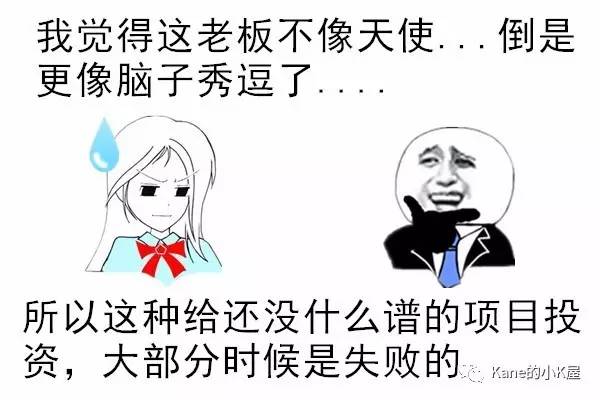 我觉得这老板不像天使...倒是
更像脑子秀逗了....
所以这种给还没什么谱的项目投
资，大部分时候是失败的
Kane的小K屋